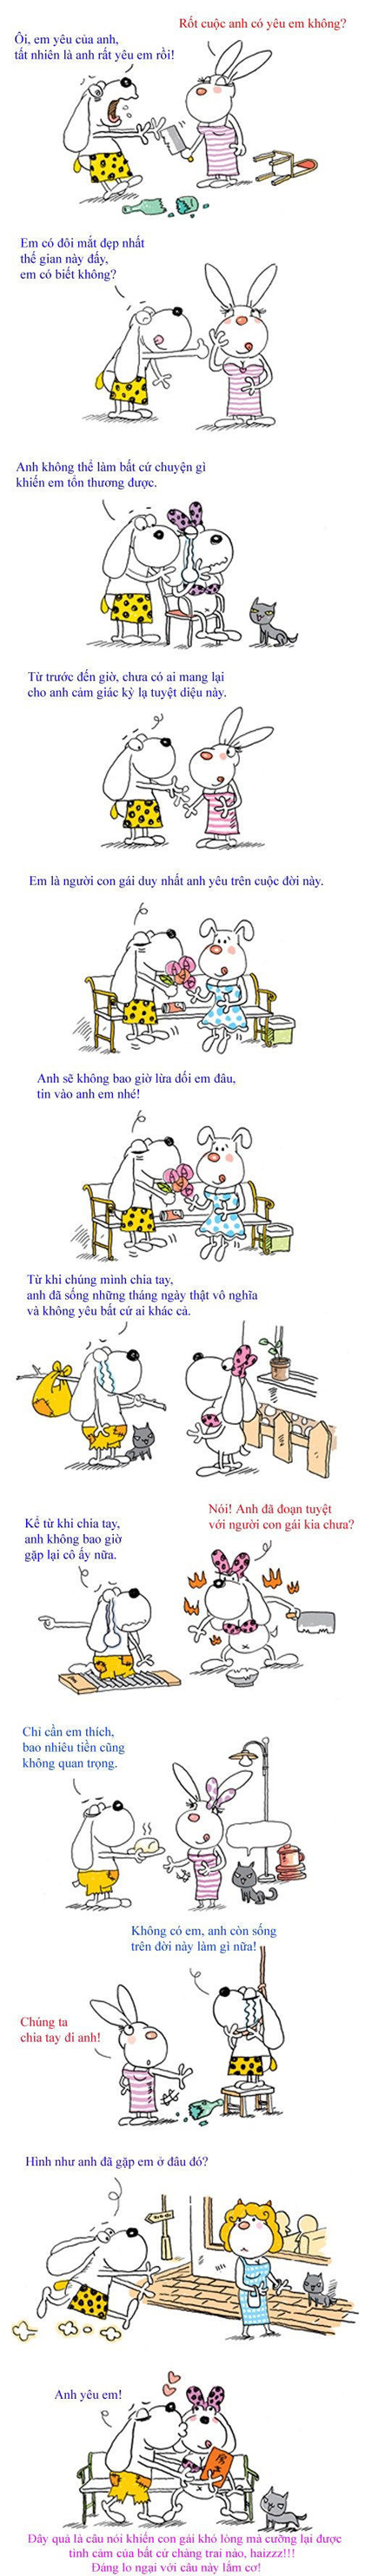 Rốt cuộc anh có yêu em không?
Ôi, em yêu của anh,
tất nhiên là anh rất yêu em rồi!
Em có đôi mắt đẹp nhất
thế gian này đấy,
em có biết không?
Anh không thể làm bất cứ chuyện gì
khiến em tổn thương được.
Từ trước đến giờ, chưa có ai mang lại
cho anh cảm giác kỳ lạ tuyệt diệu này.
Em là người con gái duy nhất anh yêu trên cuộc đời này.
Anh sẽ không bao giờ lừa dối em đâu,
tin vào anh em nhé!
Từ khi chúng mình chia tay,
anh đã sống những tháng ngày thật vô nghĩa
và không yêu bất cứ ai khác cả.
Nói! Anh đã đoạn tuyệt
với người con gái kia chưa?
Kể từ khi chia tay,
anh không bao giờ
gặp lại cô ấy nữa.
Chỉ cần em thích,
bao nhiêu tiền cũng
không quan trọng.
Không có em, anh còn sống
trên đời này làm gì nữa!
Chúng ta
chia tay đi anh!
Hình như anh đã gặp em ở đâu đó?
Anh yêu em!
Đây quả là câu nói khiến con gái khó lòng mà cưỡng lại được
tình cảm của bất cứ chàng trai nào, haizzz!!!
Đáng lo ngại với câu này lắm cơ!